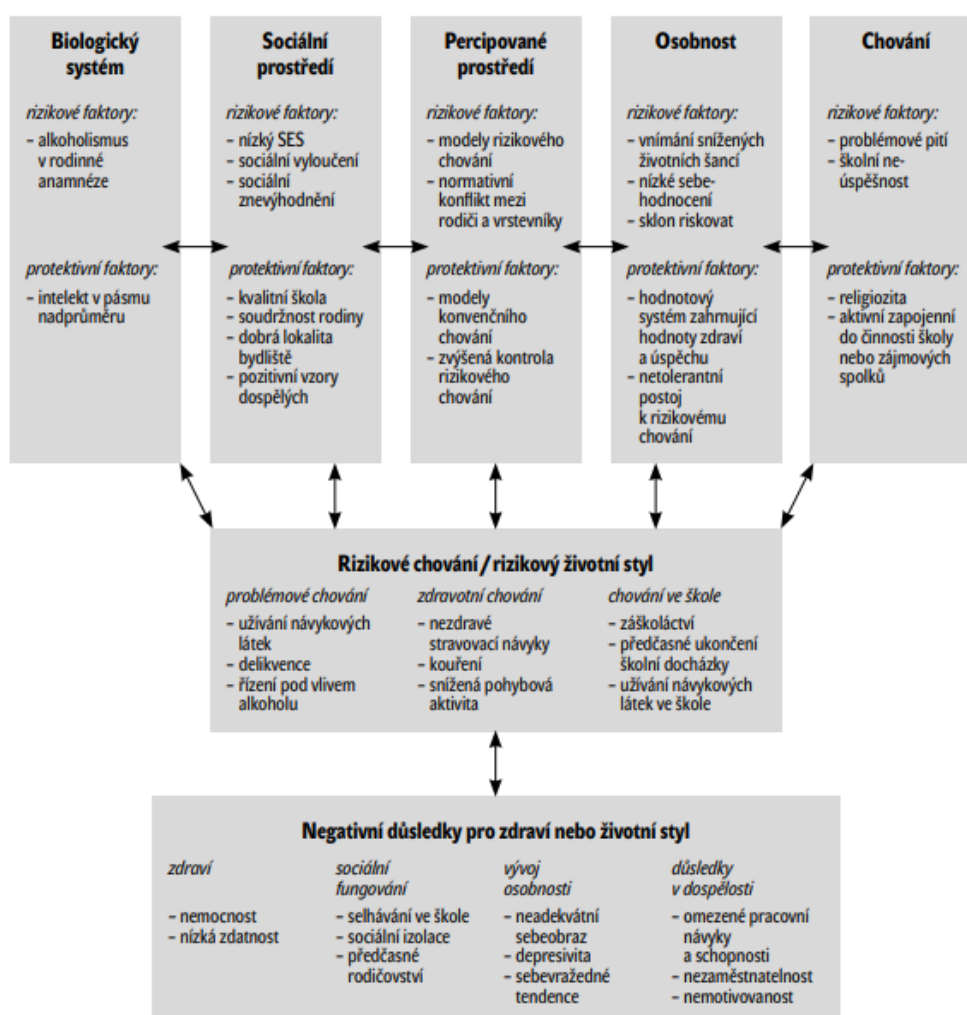 Biologický
systém
rizikové faktory:
– alkoholismus
v rodinné
anamnéze
protektivní faktory:
– intelekt v pásmu
nadprůměru
Sociální
prostředí
rizikové faktory:
– nízký SES
– sociální vyloučení
– sociální
znevýhodnění
protektivní faktory:
– kvalitní škola
– soudržnost rodiny
– dobrá lokalita
bydliště
– pozitivní vzory
dospělých
Percipované
prostředí
rizikové faktory:
– modely rizikového
chování
– normativní
konflikt mezi
rodiči a vrstevníky
protektivní faktory:
– modely
konvenčního
chování
– zvýšená kontrola
rizikového
chování
Osobnost
rizikové faktory:
– vnímání snížených
životních šancí
– nízké sebe-
hodnocení
– sklon riskovat
protektivní faktory:
– hodnotový
systém zahrnující
hodnoty zdraví
a úspěchu
– netolerantní
postoj
k rizikovému
chování
Chování
rizikové faktory:
– problémové pití
– školní ne-
úspěšnost
protektivní faktory:
– religiozita
– aktivní zapojenní
do činnosti školy
nebo zájmových
spolků
Rizikové chování / rizikový životní styl
problémové chování
– užívání návykových
látek
– delikvence
– řízení pod vlivem
alkoholu
zdravotní chování
– nezdravé
stravovací návyky
– kouření
– snížená pohybová
aktivita
chování ve škole
– záškoláctví
– předčasné ukončení
školní docházky
– užívání návykových
látek ve škole
Negativní důsledky pro zdraví nebo životní styl
zdraví
– nemocnost
– nízká zdatnost
sociální
fungování
– selhávání ve škole
– sociální izolace
– předčasné
rodičovství
vývoj
osobnosti
– neadekvátní
sebeobraz
– depresivita
– sebevražedné
tendence
důsledky
v dospělosti
– omezené pracovní
návyky
a schopnosti
– nezaměstnatelnost
– nemotivovanost